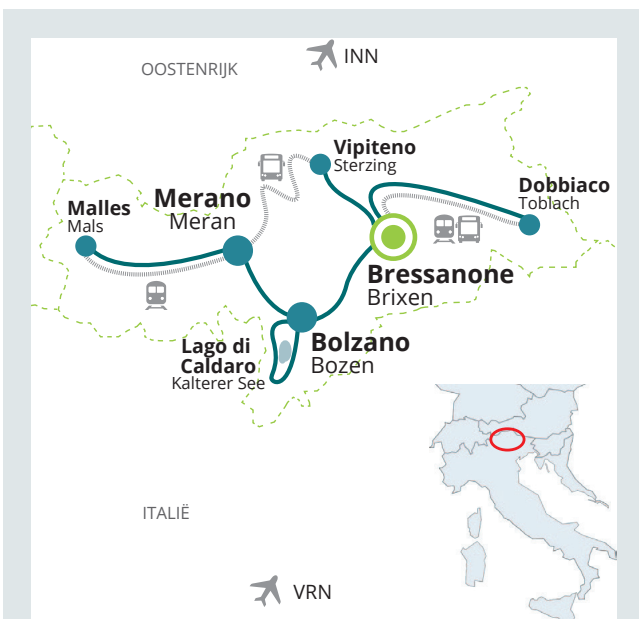 INN
OOSTENRIJK
Vipiteno
Sterzing
Dobbiaco
Toblach
Merano
Meran
Malles
Mals
Bressanone
Brixen
Bolzano
Bozen
Lago di
Caldaro
Kalterer See
ITALIË
VRN